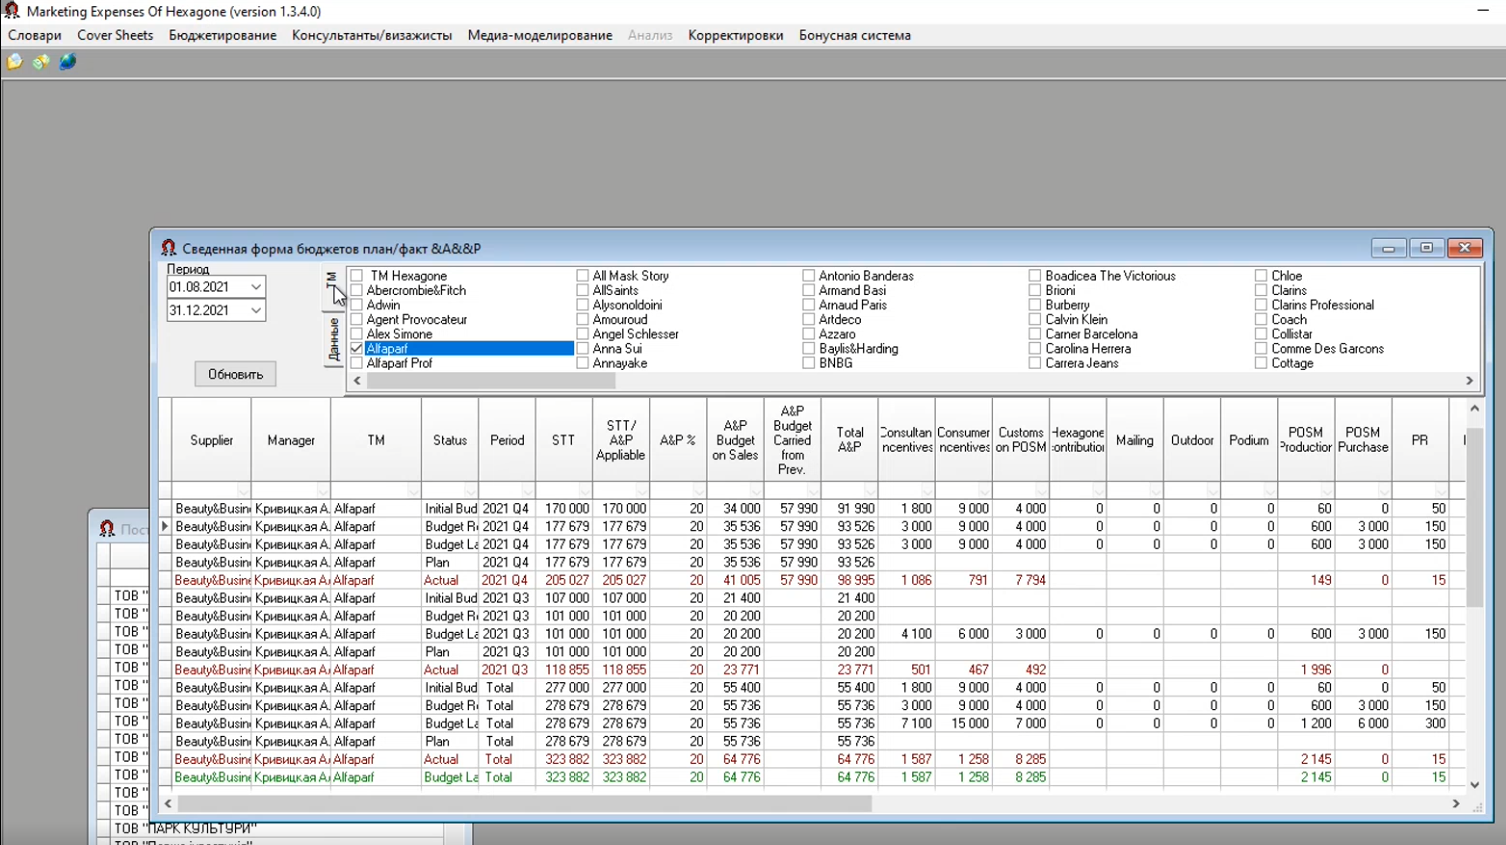 Marketing Expenses Of Hexagone (version 1.3.4.0)
Словари Cover Sheets Бюджетирование Консультанты/визажисты Медиа-моделирование Анализ Корректировки Бонусная система
Сведенная форма бюджетов план/факт &A&&P
Период
01.08.2021
31.12.2021
Обновить
ТМ
Данные
TM Hexagone All Mask Story Antonio Banderas Boadicea The Victorious Chloe
Abercrombie&Fitch AllSaints Armand Basi Brioni Clarins
Adwin Alysonoldoini Arnaud Paris Burberry Clarins Professional
Agent Provocateur Amouroud Artdeco Calvin Klein Coach
Alex Simone Angel Schlesser Azzaro Carner Barcelona Collistar
Alfaparf Anna Sui Baylis&Harding Carolina Herrera Comme Des Garcons
Alfaparf Prof Annayake BNBG Carrera Jeans Cottage
Supplier Manager TM Status Period STT STT/ A&P Appliable A&P % A&P Budget on Sales A&P Budget Carried from Prev. Total A&P Consultan ncentives Consumer ncentives Customs on POSM Hexagone ontribution Mailing Outdoor Podium POSM Production POSM Purchase PR
Beauty&Busin Кривицкая А. Alfaparf Initial Bud 2021 Q4 170 000 170 000 20 34 000 57 990 91 990 1 800 9 000 4 000 0 0 0 0 60 0 50
Beauty&Busin Кривицкая А. Alfaparf Budget Re 2021 Q4 177 679 177 679 20 35 536 57 990 93 526 3 000 9 000 4 000 0 0 0 0 600 3 000 150
Beauty&Busin Кривицкая А. Alfaparf Budget La 2021 Q4 177 679 177 679 20 35 536 57 990 93 526 3 000 9 000 4 000 0 0 0 0 600 3 000 150
Beauty&Busin Кривицкая А. Alfaparf Plan 2021 Q4 177 679 177 679 20 35 536 57 990 93 526
Beauty&Busin Кривицкая А. Alfaparf Actual 2021 Q4 205 027 205 027 20 41 005 57 990 98 995 1 086 791 7 794 149 0 15
Beauty&Busin Кривицкая А. Alfaparf Initial Bud 2021 Q3 107 000 107 000 20 21 400 21 400
Beauty&Busin Кривицкая А. Alfaparf Budget Re 2021 Q3 101 000 101 000 20 20 200 20 200
Beauty&Busin Кривицкая А. Alfaparf Budget La 2021 Q3 101 000 101 000 20 20 200 20 200 4 100 6 000 3 000 0 0 0 0 600 3 000 150
Beauty&Busin Кривицкая А. Alfaparf Plan 2021 Q3 101 000 101 000 20 20 200 20 200
Beauty&Busin Кривицкая А. Alfaparf Actual 2021 Q3 118 855 118 855 20 23 771 23 771 501 467 492 1 996 0
Beauty&Busin Кривицкая А. Alfaparf Initial Bud Total 277 000 277 000 20 55 400 55 400 1 800 9 000 4 000 0 0 0 0 60 0 50
Beauty&Busin Кривицкая А. Alfaparf Budget Re Total 278 679 278 679 20 55 736 55 736 3 000 9 000 4 000 0 0 0 0 600 3 000 150
Beauty&Busin Кривицкая А. Alfaparf Budget La Total 278 679 278 679 20 55 736 55 736 7 100 15 000 7 000 0 0 0 0 1 200 6 000 300
Beauty&Busin Кривицкая А. Alfaparf Plan Total 278 679 278 679 20 55 736 55 736
Beauty&Busin Кривицкая А. Alfaparf Actual Total 323 882 323 882 20 64 776 64 776 1 587 1 258 8 285 2 145 0 15
Beauty&Busin Кривицкая А. Alfaparf Budget La Total 323 882 323 882 20 64 776 64 776 1 587 1 258 8 285 2 145 0 15
Пост
ТОВ "
ТОВ "
ТОВ "
ТОВ "
ТОВ "
ТОВ "
ТОВ "
ТОВ "
ТОВ "
ТОВ "
ТОВ "
ТОВ "
ТОВ "
ТОВ "ПАРК КУЛЬТУРИ"